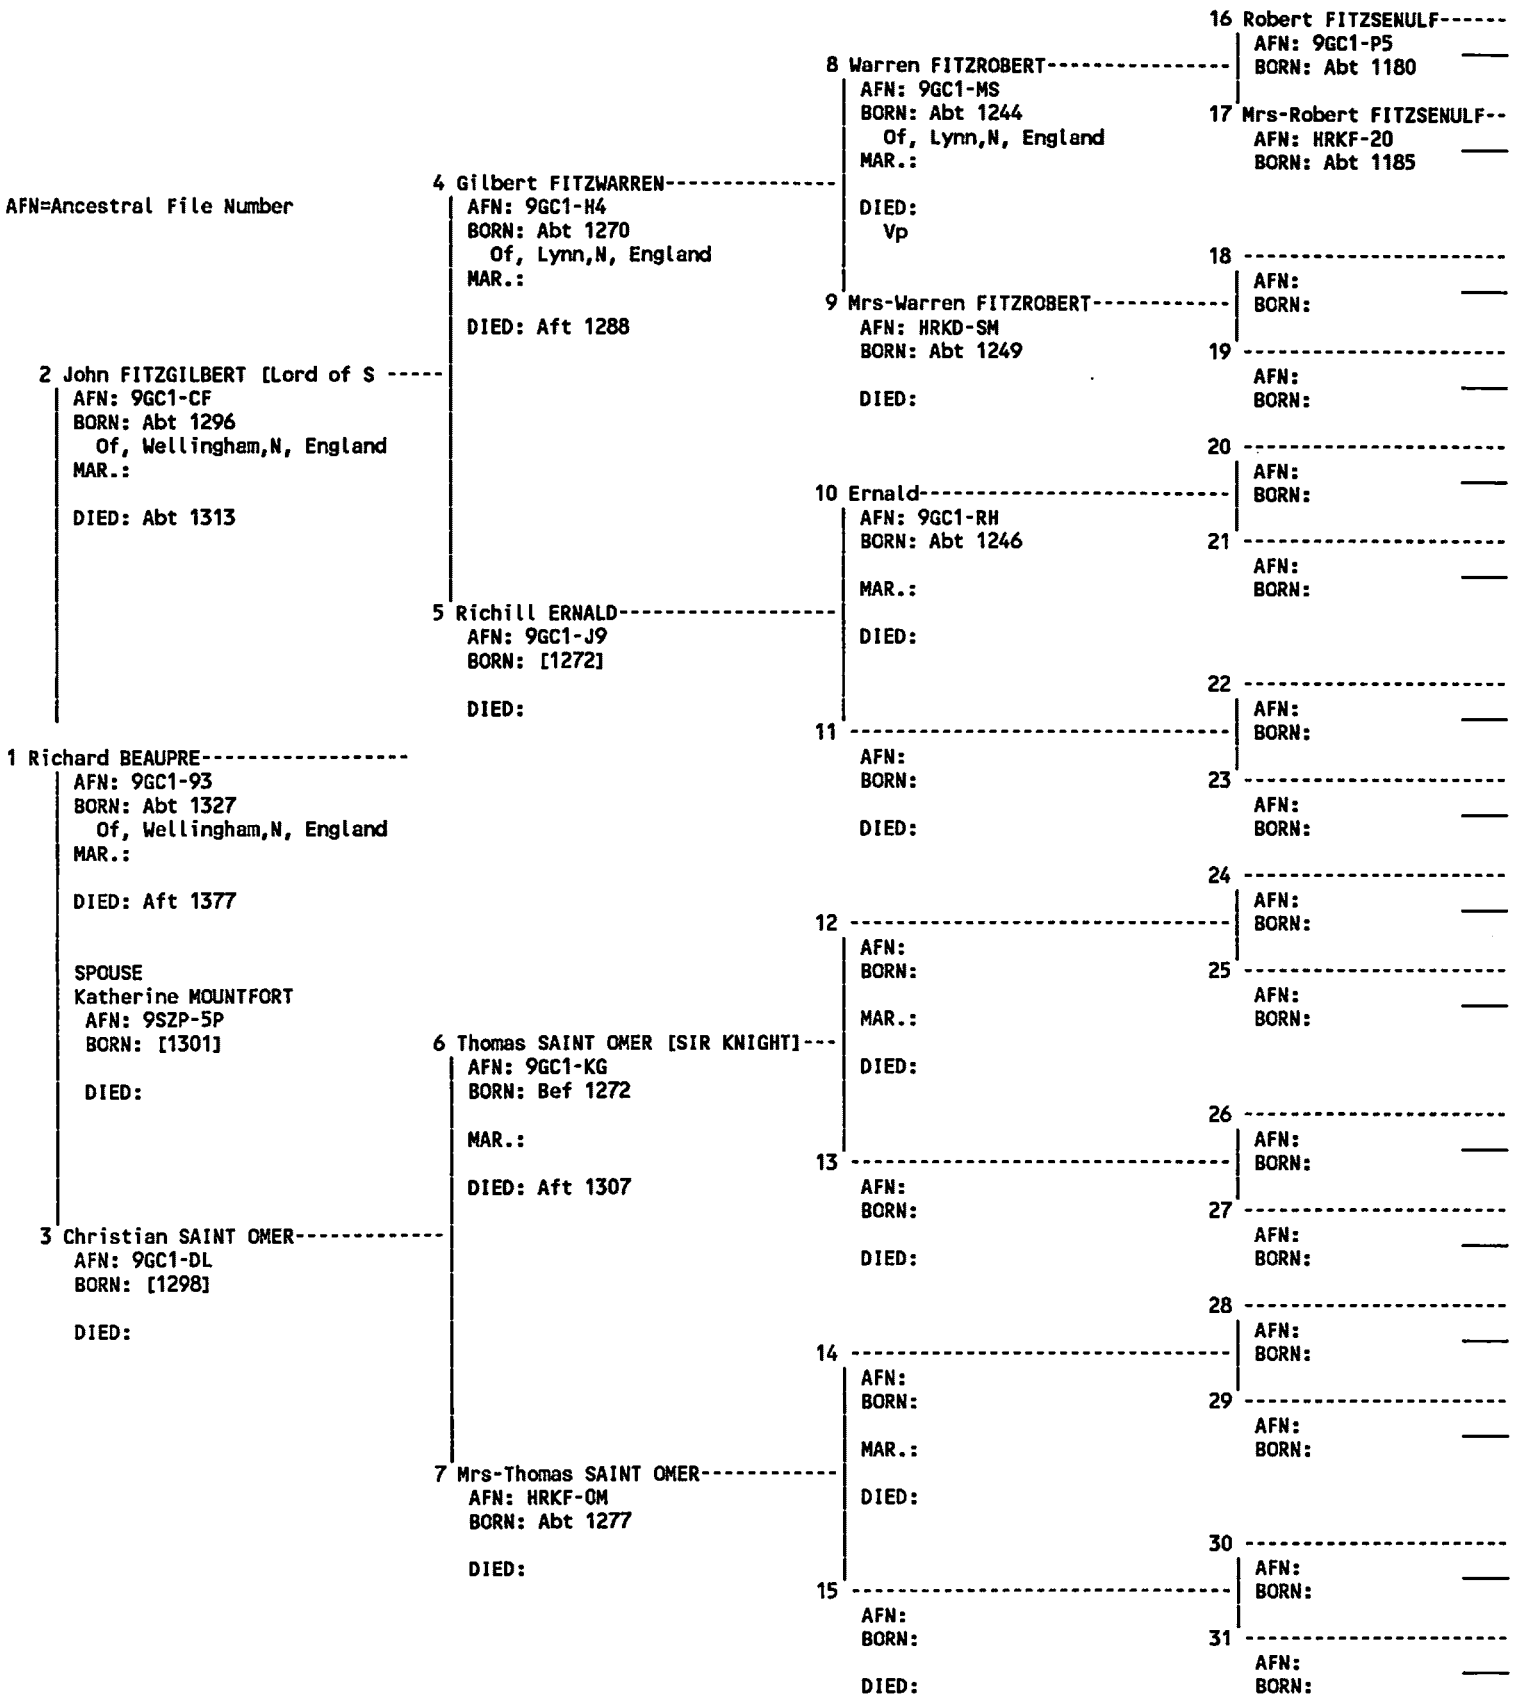 AFN=Ancestral File Number
1 Richard BEAUPRE------------------
AFN: 9GC1-93
BORN: Abt 1327
Of, Wellingham,N, England
MAR.:
DIED: Aft 1377
SPOUSE
Katherine MOUNTFORT
AFN: 9SZP-5P
BORN: [1301]
DIED:
2 John FITZGILBERT [Lord of S -----
AFN: 9GC1-CF
BORN: Abt 1296
Of, Wellingham,N, England
MAR.:
DIED: Abt 1313
3 Christian SAINT OMER-------------
AFN: 9GC1-DL
BORN: [1298]
DIED:
4 Gilbert FITZWARREN---------------
AFN: 9GC1-H4
BORN: Abt 1270
Of, Lynn,N, England
MAR.:
DIED: Aft 1288
5 Richill ERNALD-------------------
AFN: 9GC1-J9
BORN: [1272]
DIED:
6 Thomas SAINT OMER [SIR KNIGHT]---
AFN: 9GC1-KG
BORN: Bef 1272
MAR.:
DIED: Aft 1307
7 Mrs-Thomas SAINT OMER------------
AFN: HRKF-0M
BORN: Abt 1277
DIED:
8 Warren FITZROBERT----------------
AFN: 9GC1-MS
BORN: Abt 1244
Of, Lynn,N, England
MAR.:
DIED:
Vp
9 Mrs-Warren FITZROBERT------------
AFN: HRKD-SM
BORN: Abt 1249
DIED:
10 Ernald---------------------------
AFN: 9GC1-RH
BORN: Abt 1246
MAR.:
DIED:
11 ---------------------------------
AFN:
BORN:
DIED:
12 ---------------------------------
AFN:
BORN:
MAR.:
DIED:
13 ---------------------------------
AFN:
BORN:
DIED:
14 ---------------------------------
AFN:
BORN:
MAR.:
DIED:
15 ---------------------------------
AFN:
BORN:
DIED:
16 Robert FITZSENULF------
AFN: 9GC1-P5
BORN: Abt 1180
17 Mrs-Robert FITZSENULF--
AFN: HRKF-20
BORN: Abt 1185
18 -----------------------
AFN:
BORN:
19 -----------------------
AFN:
BORN:
20 -----------------------
AFN:
BORN:
21 -----------------------
AFN:
BORN:
22 -----------------------
AFN:
BORN:
23 -----------------------
AFN:
BORN:
24 -----------------------
AFN:
BORN:
25 -----------------------
AFN:
BORN:
26 -----------------------
AFN:
BORN:
27 -----------------------
AFN:
BORN:
28 -----------------------
AFN:
BORN:
29 -----------------------
AFN:
BORN:
30 -----------------------
AFN:
BORN:
31 -----------------------
AFN:
BORN: